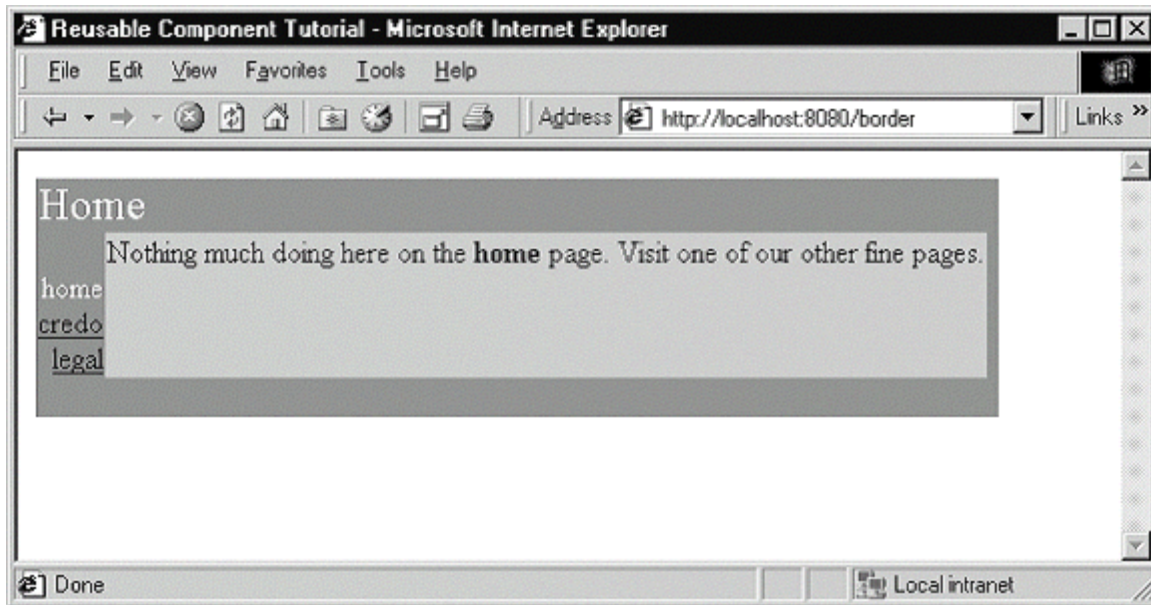 Reusable Component Tutorial - Microsoft Internet Explorer
File Edit View Favorites Tools Help
Address http://localhost:8080/border Links »
Home
Nothing much doing here on the home page. Visit one of our other fine pages.
home
credo
legal
Done Local intranet